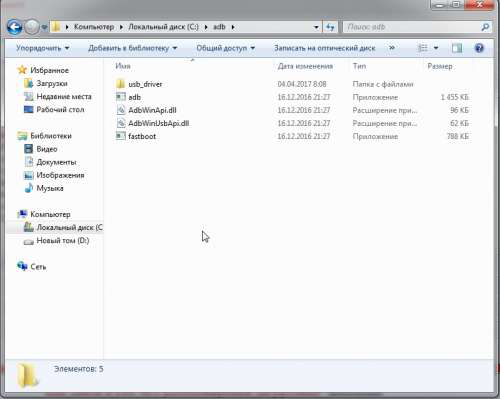 Компьютер ▸ Локальный диск (C:) ▸ adb ▸
Поиск: adb
Упорядочить ▾ Добавить в библиотеку ▾ Общий доступ ▾ Записать на оптический диск »
Имя Дата изменения Тип Размер
Избранное
Загрузки
Недавние места
Рабочий стол
Библиотеки
Видео
Документы
Изображения
Музыка
Компьютер
Локальный диск (C
Новый том (D:)
Сеть
usb_driver 04.04.2017 8:08 Папка с файлами
adb 16.12.2016 21:27 Приложение 1 455 КБ
AdbWinApi.dll 16.12.2016 21:27 Расширение при... 96 КБ
AdbWinUsbApi.dll 16.12.2016 21:27 Расширение при... 62 КБ
fastboot 16.12.2016 21:27 Приложение 788 КБ
Элементов: 5